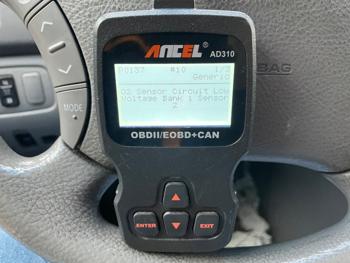 ANCEL
AD310
P0137 #10 1/2
Generic
O2 Sensor Circuit Low
Voltage Bank 1 Sensor
2
OBDII/EOBD+CAN
ENTER
EXIT
MODE
AIRBAG